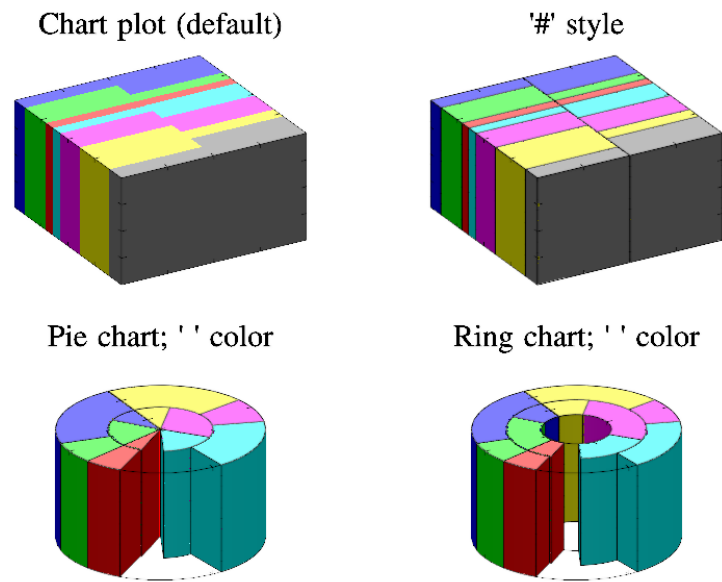 Chart plot (default)
'#' style
Pie chart; ' ' color
Ring chart; ' ' color